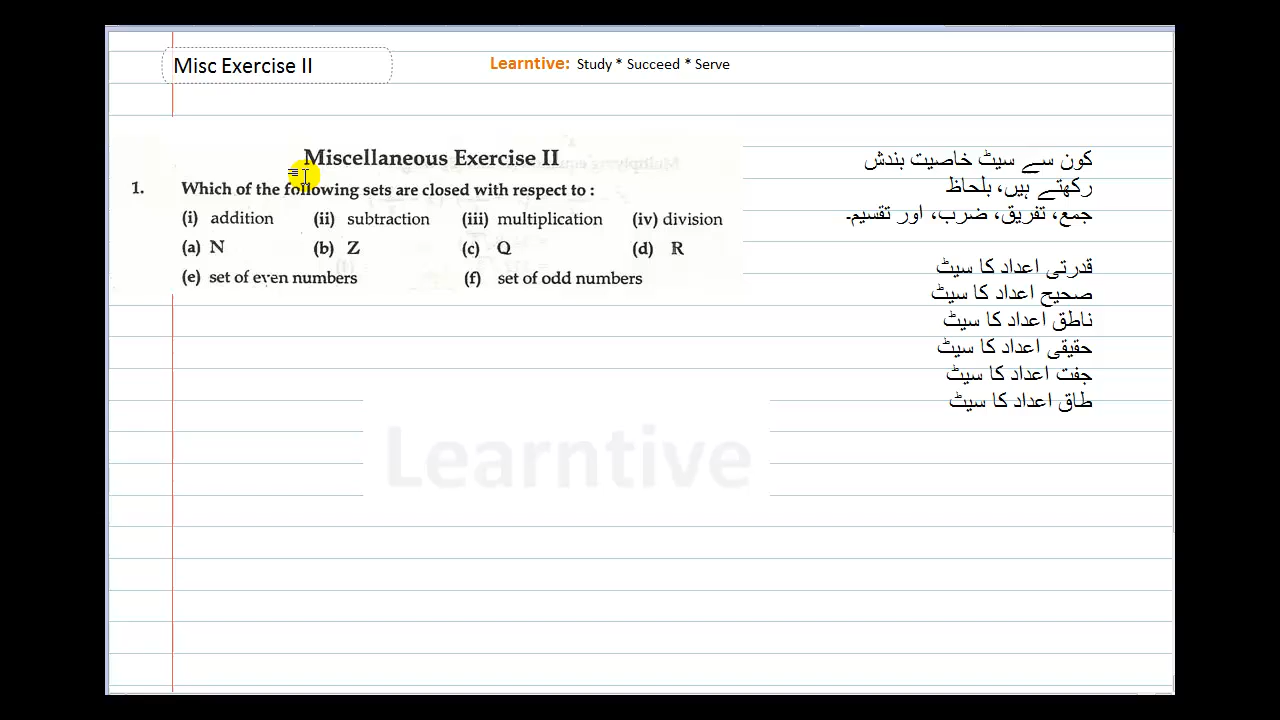 Misc Exercise II
Learntive: Study * Succeed * Serve
Miscellaneous Exercise II
1. Which of the following sets are closed with respect to :
(i) addition (ii) subtraction (iii) multiplication (iv) division
(a) N (b) Z (c) Q (d) R
(e) set of even numbers (f) set of odd numbers
کون سے سیٹ خاصیت بندش
رکھتے ہیں، بلحاظ
جمع، تفریق، ضرب، اور تقسیم۔
قدرتی اعداد کا سیٹ
صحیح اعداد کا سیٹ
ناطق اعداد کا سیٹ
حقیقی اعداد کا سیٹ
جفت اعداد کا سیٹ
طاق اعداد کا سیٹ
Learntive